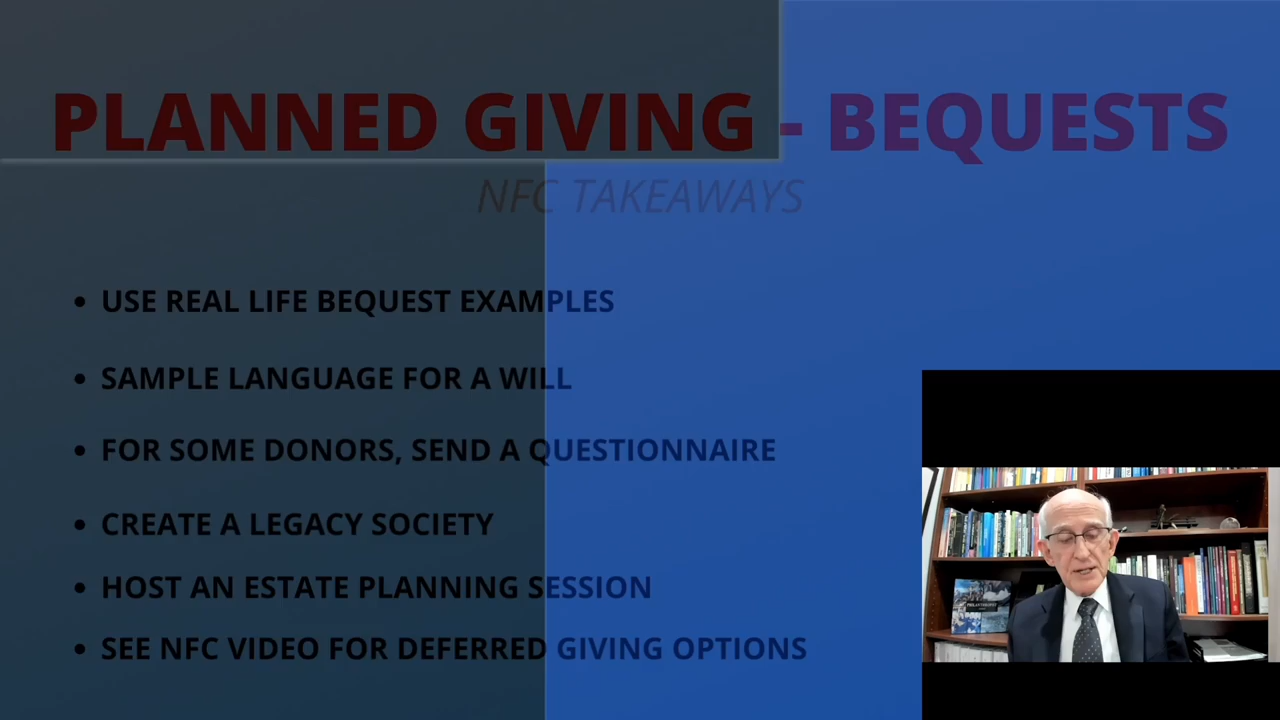 PLANNED GIVING - BEQUESTS
NFC TAKEAWAYS
• USE REAL LIFE BEQUEST EXAMPLES
• SAMPLE LANGUAGE FOR A WILL
• FOR SOME DONORS, SEND A QUESTIONNAIRE
• CREATE A LEGACY SOCIETY
• HOST AN ESTATE PLANNING SESSION
• SEE NFC VIDEO FOR DEFERRED GIVING OPTIONS